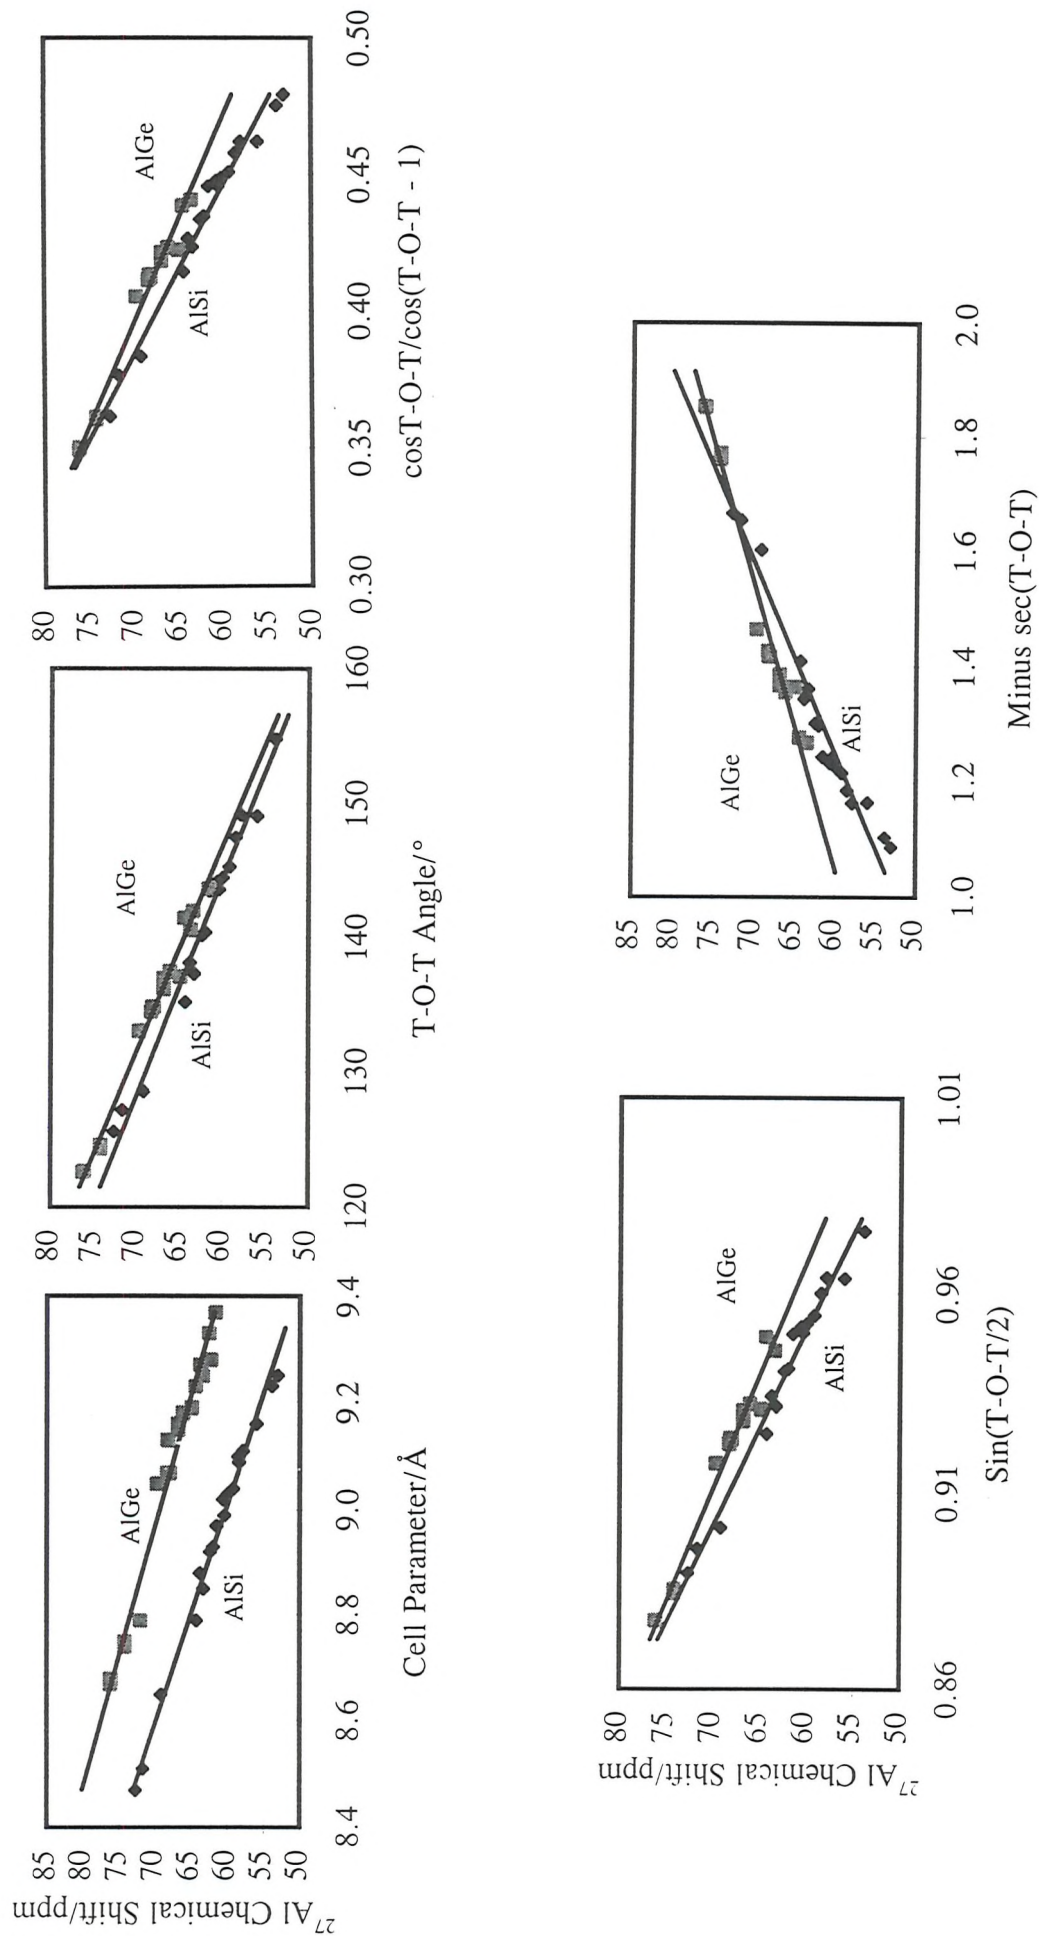 27Al Chemical Shift/ppm
85
80
75
70
65
60
55
50
AlGe
AlSi
8.4 8.6 8.8 9.0 9.2 9.4
Cell Parameter/Å
80
75
70
65
60
55
50
AlGe
AlSi
120 130 140 150 160
T-O-T Angle/°
80
75
70
65
60
55
50
AlGe
AlSi
0.30 0.35 0.40 0.45 0.50
cosT-O-T/cos(T-O-T - 1)
27Al Chemical Shift/ppm
80
75
70
65
60
55
50
AlGe
AlSi
0.86 0.91 0.96 1.01
Sin(T-O-T/2)
85
80
75
70
65
60
55
50
AlGe
AlSi
1.0 1.2 1.4 1.6 1.8 2.0
Minus sec(T-O-T)